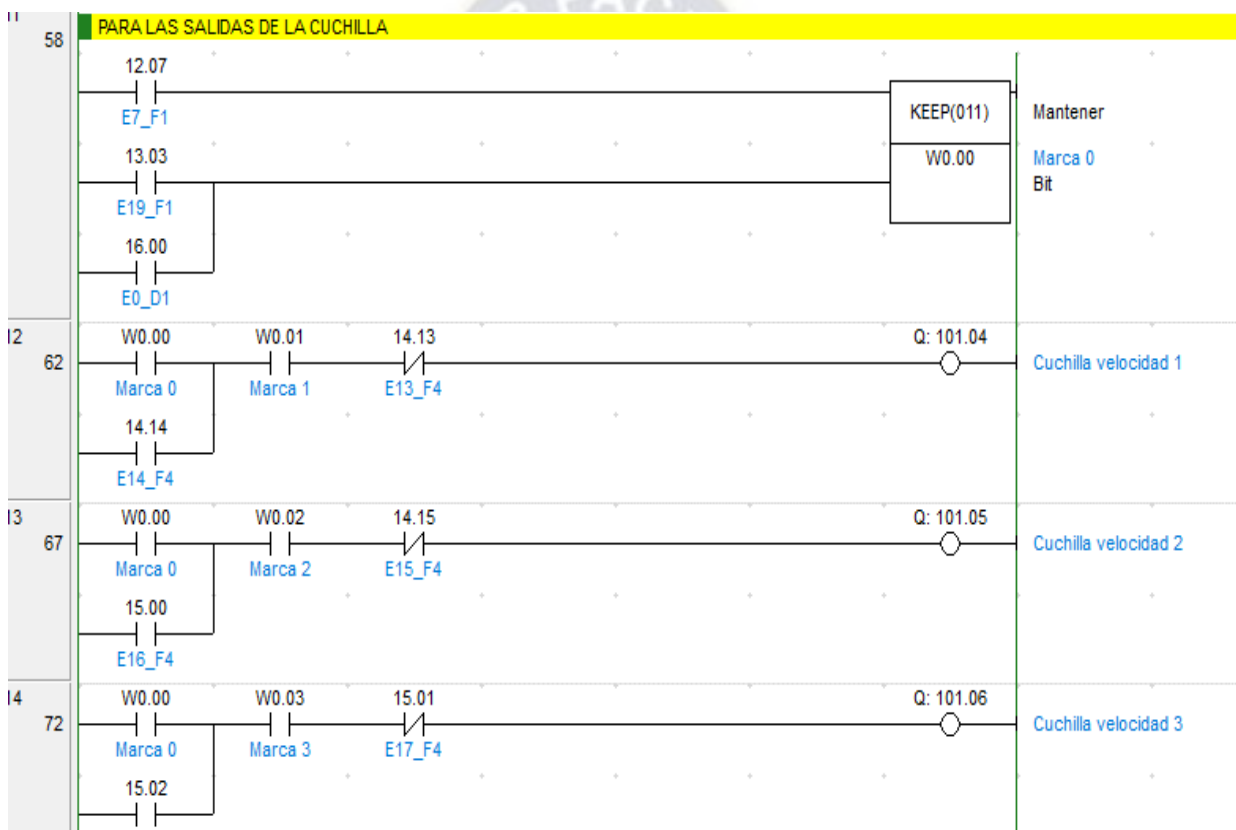 PARA LAS SALIDAS DE LA CUCHILLA
58
12.07
E7_F1
KEEP(011)
Mantener
13.03
W0.00
Marca 0
Bit
E19_F1
16.00
E0_D1
12
62
W0.00
W0.01
14.13
Q: 101.04
Cuchilla velocidad 1
Marca 0
Marca 1
E13_F4
14.14
E14_F4
13
67
W0.00
W0.02
14.15
Q: 101.05
Cuchilla velocidad 2
Marca 0
Marca 2
E15_F4
15.00
E16_F4
14
72
W0.00
W0.03
15.01
Q: 101.06
Cuchilla velocidad 3
Marca 0
Marca 3
E17_F4
15.02